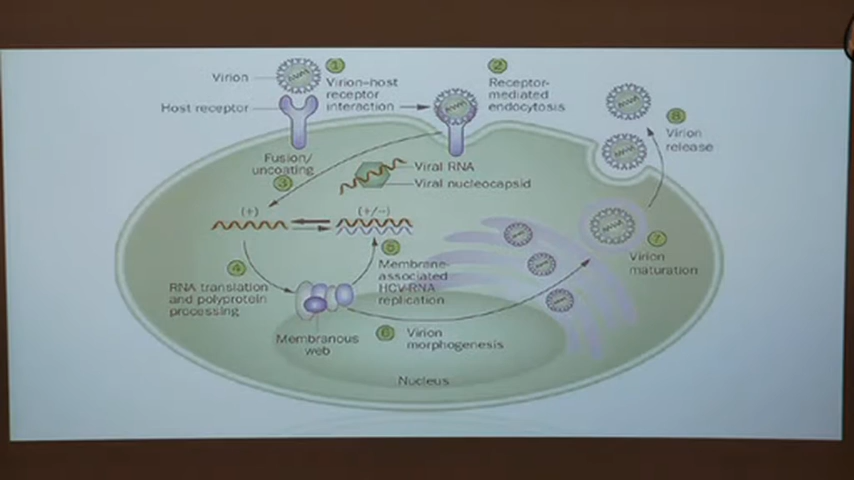 Virion
Host receptor
1
Virion–host
receptor
interaction
2
Receptor-
mediated
endocytosis
8
Virion
release
Fusion/
uncoating
3
Viral RNA
Viral nucleocapsid
(+)
(+/−)
4
RNA translation
and polyprotein
processing
5
Membrane-
associated
HCV-RNA
replication
7
Virion
maturation
Membranous
web
6
Virion
morphogenesis
Nucleus